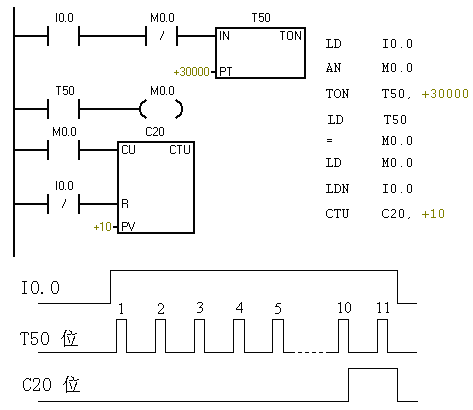 I0.0 M0.0 T50
/ IN TON
+30000 PT
T50 M0.0
M0.0 C20
CU CTU
I0.0
/ R
+10 PV
LD I0.0
AN M0.0
TON T50, +30000
LD T50
= M0.0
LD M0.0
LDN I0.0
CTU C20, +10
I0.0
1 2 3 4 5 10 11
T50 位
C20 位